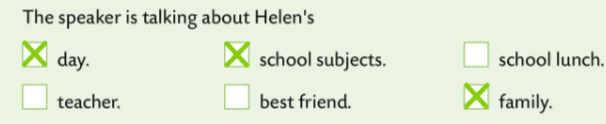 The speaker is talking about Helen's
day. school subjects. school lunch.
teacher. best friend. family.